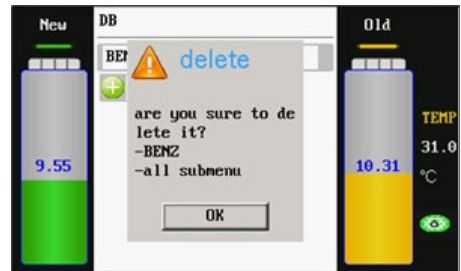 New
DB
Old
BEN
delete
are you sure to de
lete it?
-BENZ
-all submenu
OK
9.55
10.31
TEMP
31.0
°C